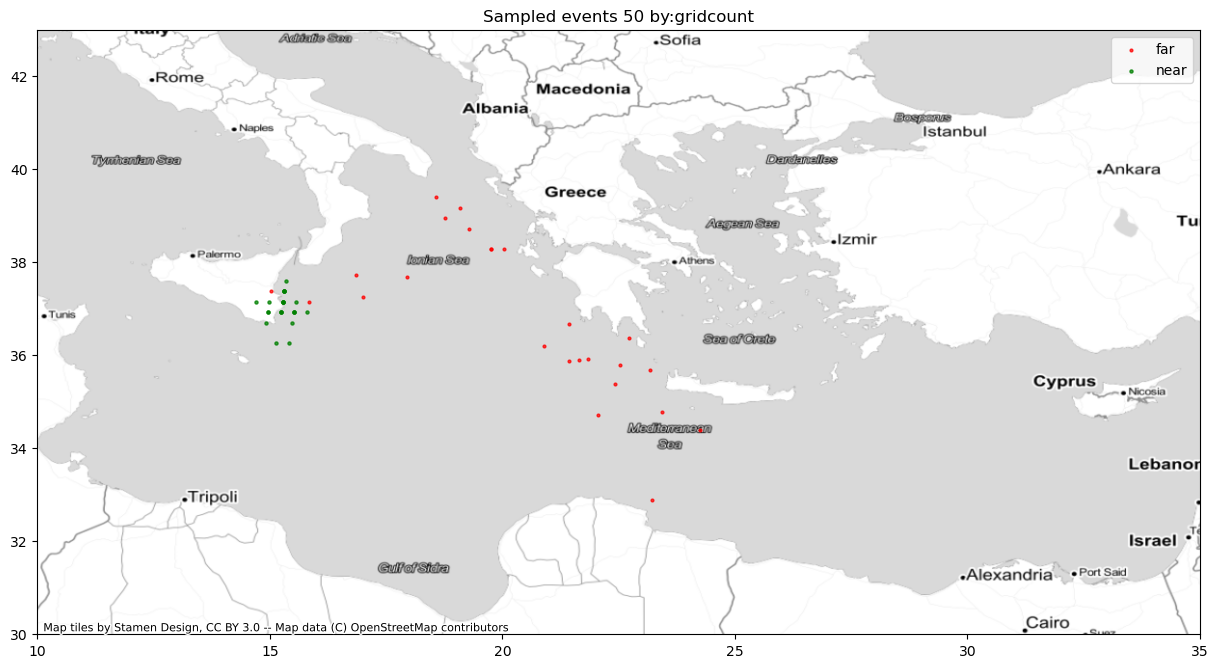 Sampled events 50 by:gridcount
far
near
Adriatic Sea
Sofia
42
Rome
Macedonia
Albania
Naples
Bosporus
Istanbul
Tyrrhenian Sea
Dardanelles
40
Ankara
Greece
Aegean Sea
Izmir
Palermo
Ionian Sea
Athens
38
Tunis
Sea of Crete
36
Cyprus
Nicosia
Mediterranean
Sea
34
Lebanon
Tripoli
32
Israel
Gulf of Sidra
Alexandria
Port Said
Cairo
Map tiles by Stamen Design, CC BY 3.0 -- Map data (C) OpenStreetMap contributors
30
10
15
20
25
30
35